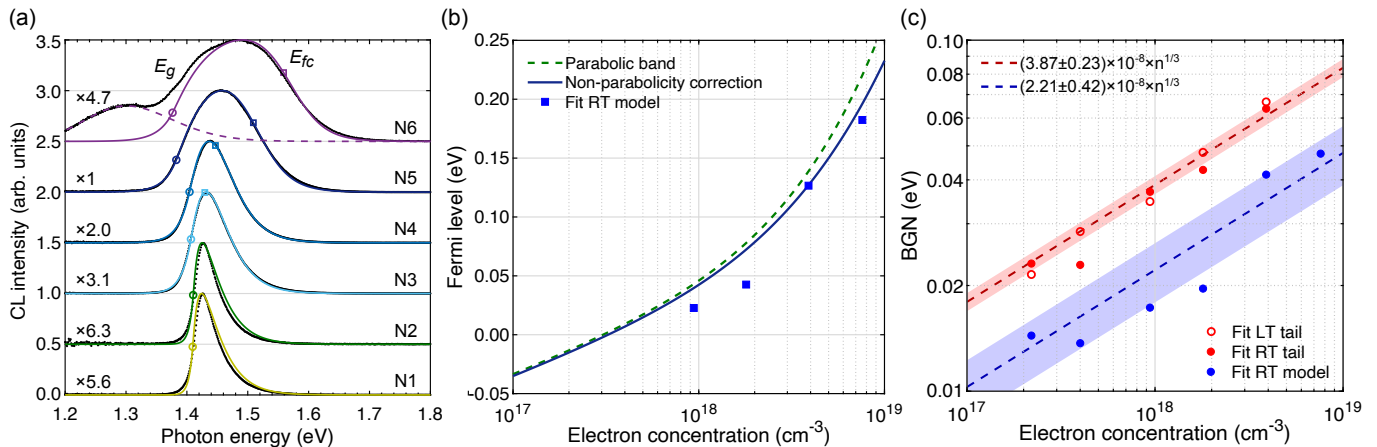 (a)
3.5
3.0
2.5
2.0
1.5
1.0
0.5
0.0
CL intensity (arb. units)
E_g
E_fc
×4.7
N6
×1
N5
×2.0
N4
×3.1
N3
×6.3
N2
×5.6
N1
1.2 1.3 1.4 1.5 1.6 1.7 1.8
Photon energy (eV)
(b)
0.25
0.20
0.15
0.10
0.05
0.00
-0.05
Fermi level (eV)
Parabolic band
Non-parabolicity correction
Fit RT model
10^17 10^18 10^19
Electron concentration (cm^-3)
(c)
0.10
0.08
0.06
0.04
0.02
0.01
BGN (eV)
(3.87±0.23)×10^-8×n^1/3
(2.21±0.42)×10^-8×n^1/3
Fit LT tail
Fit RT tail
Fit RT model
10^17 10^18 10^19
Electron concentration (cm^-3)